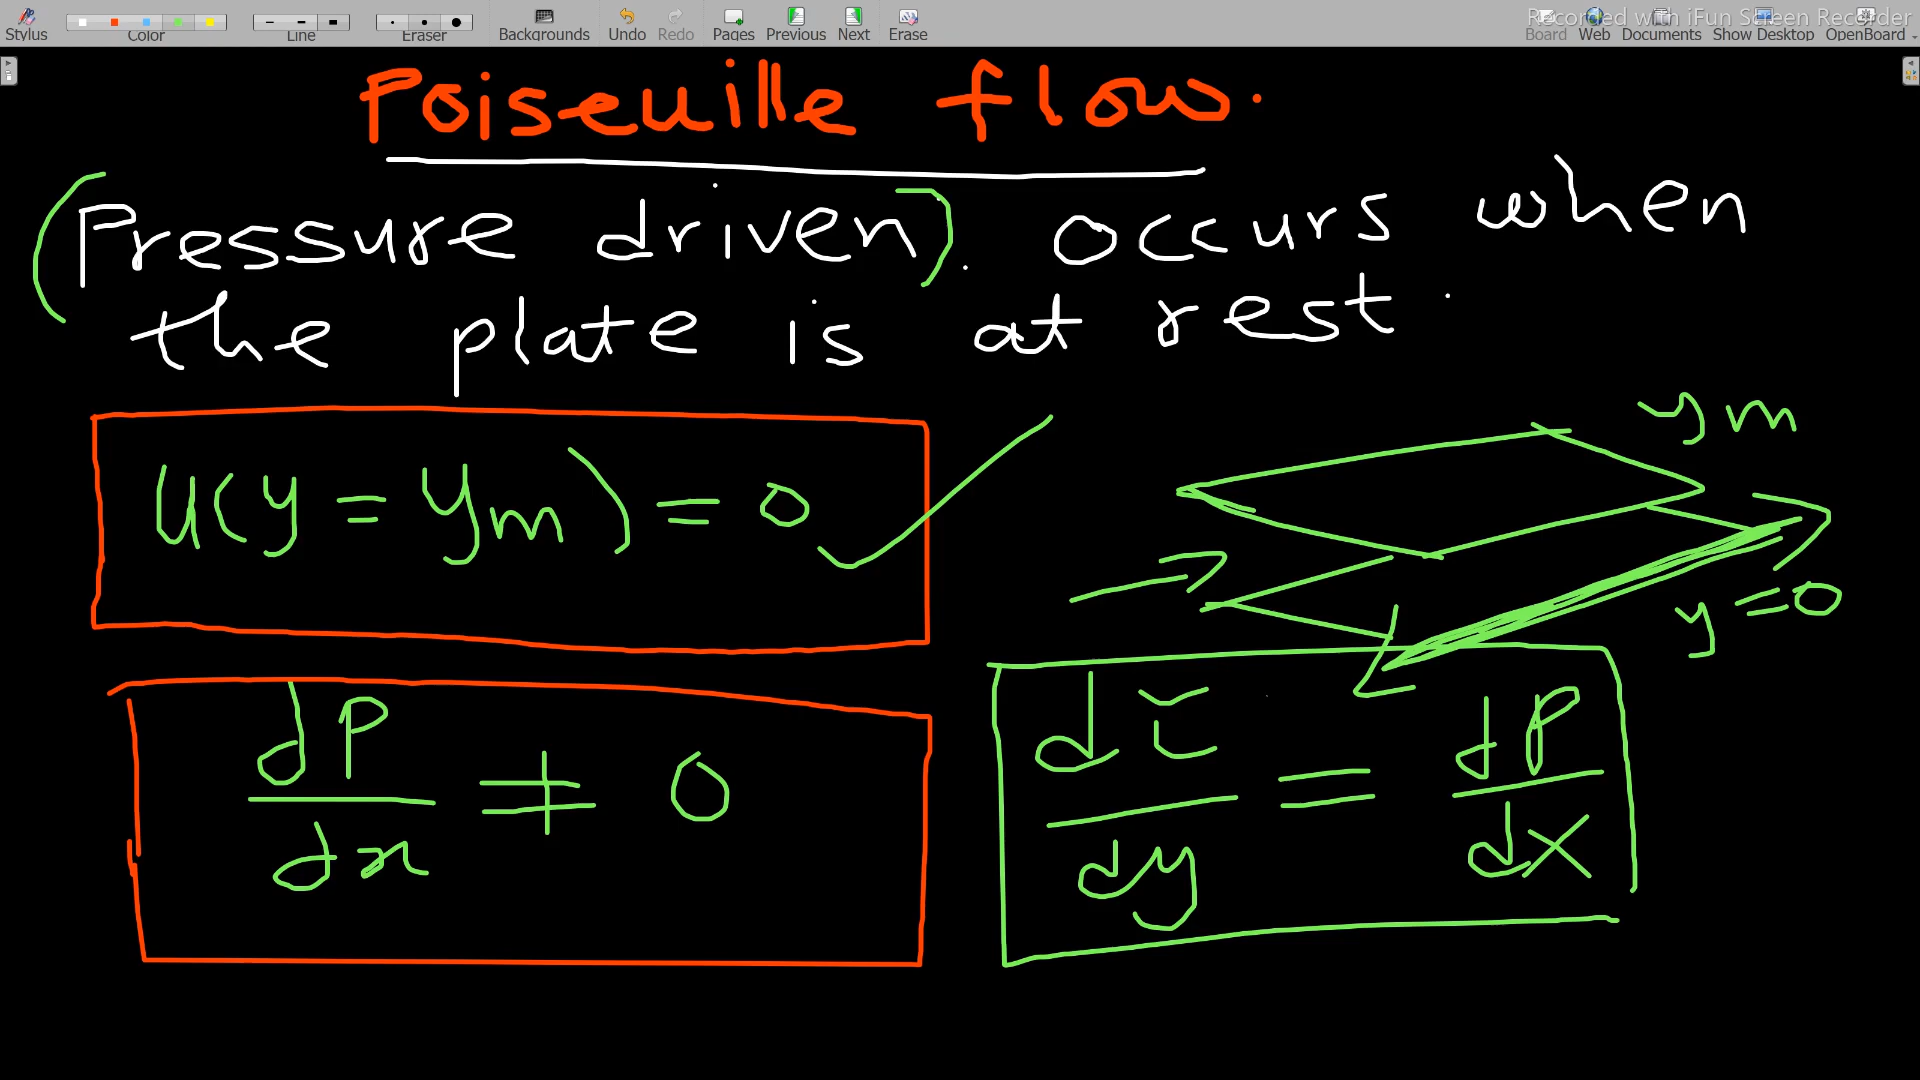 Recorded with iFun Screen Recorder
Stylus Color Line Eraser Backgrounds Undo Redo Pages Previous Next Erase Board Web Documents Show Desktop OpenBoard
Poiseuille flow.
(Pressure driven). occurs when
the plate is at rest.
u(y = ym) = 0
ym
y=0
dP/dx ≠ 0
dτ/dy = dP/dx